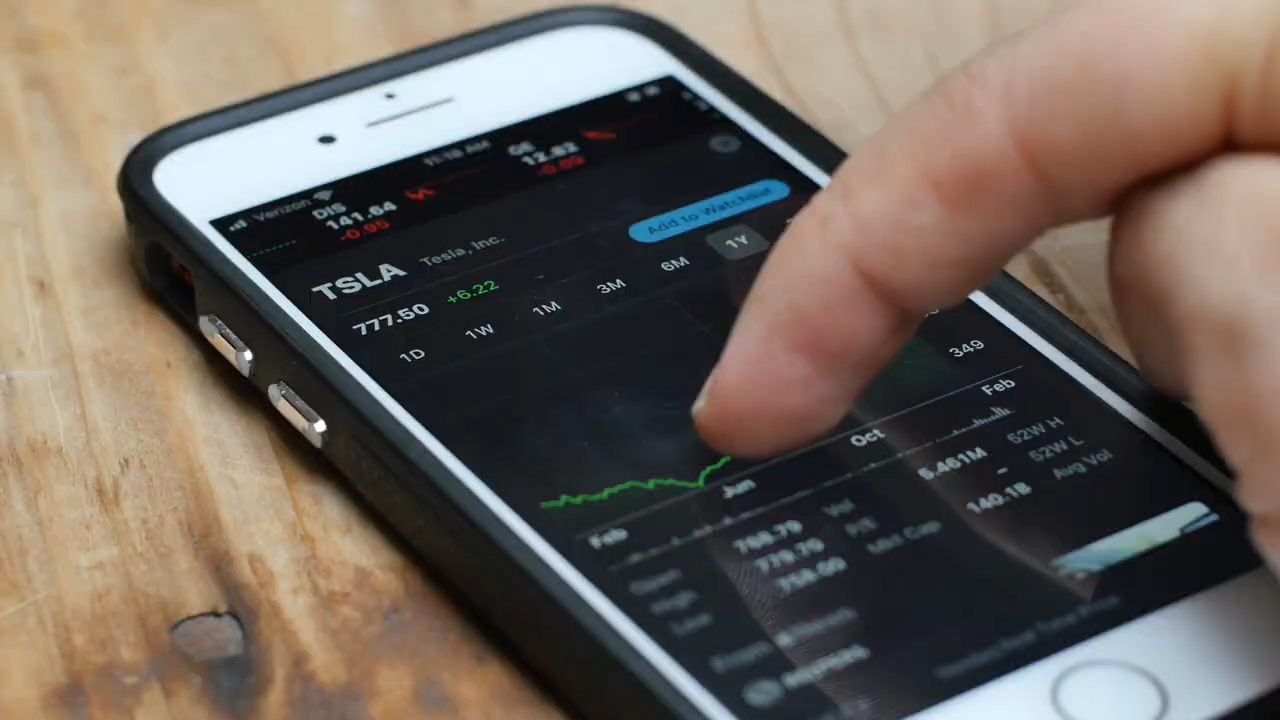 Verizon 11:18 AM
DIS
141.64
-0.95
GE
12.82
-0.09
TSLA Tesla, Inc.
Add to Watchlist
777.50 +6.22
1D 1W 1M 3M 6M 1Y
349
Feb Jun Oct Feb
Open 768.79 Vol 5.461M 52W H
High 779.70 P/E – 52W L
Low 758.00 Mkt Cap 140.1B Avg Vol